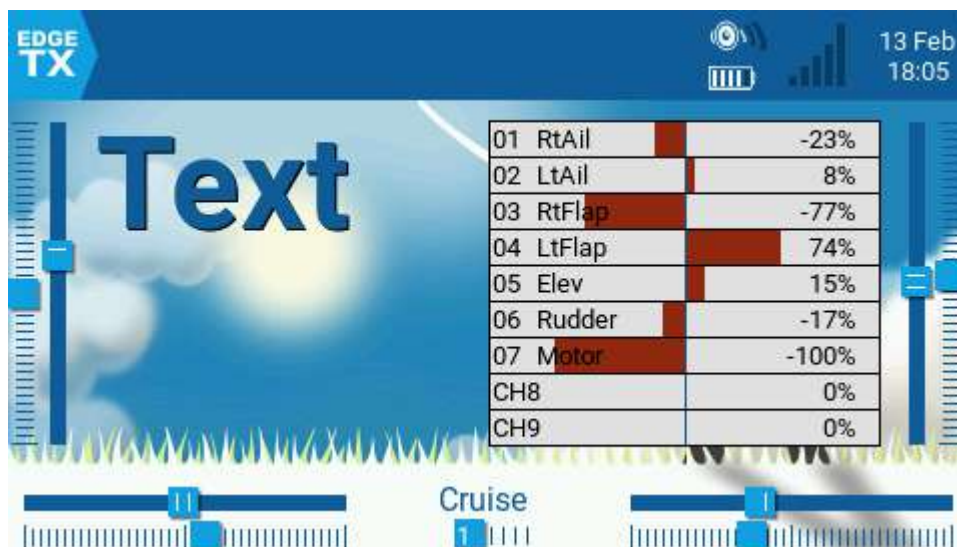 EDGE
TX
13 Feb
18:05
Text
01 RtAil -23%
02 LtAil 8%
03 RtFlap -77%
04 LtFlap 74%
05 Elev 15%
06 Rudder -17%
07 Motor -100%
CH8 0%
CH9 0%
Cruise
1